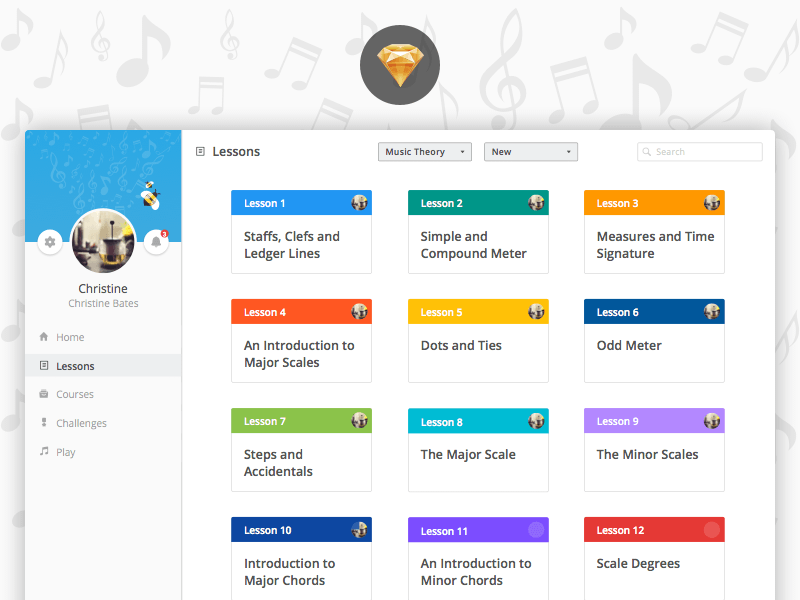 Lessons
Music Theory
New
Search
3
Christine
Christine Bates
Home
Lessons
Courses
Challenges
Play
Lesson 1
Staffs, Clefs and
Ledger Lines
Lesson 2
Simple and
Compound Meter
Lesson 3
Measures and Time
Signature
Lesson 4
An Introduction to
Major Scales
Lesson 5
Dots and Ties
Lesson 6
Odd Meter
Lesson 7
Steps and
Accidentals
Lesson 8
The Major Scale
Lesson 9
The Minor Scales
Lesson 10
Introduction to
Major Chords
Lesson 11
An Introduction to
Minor Chords
Lesson 12
Scale Degrees